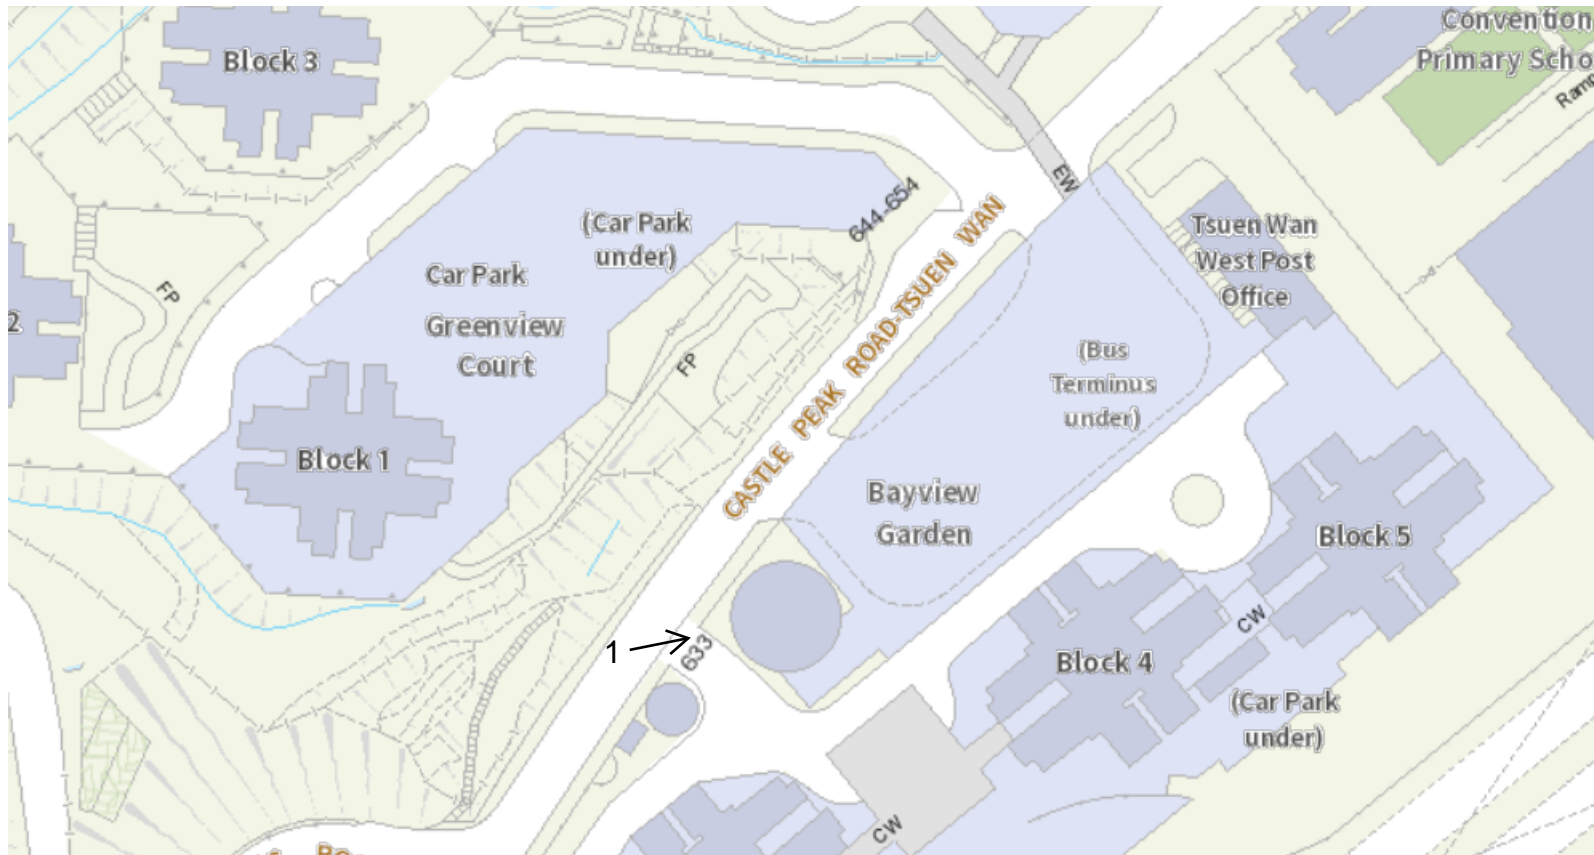 Convention
Primary Scho
Ramp
Block 3
EW
644-654
(Car Park
under)
Tsuen Wan
West Post
Office
Car Park
FP
Greenview
Court
2
CASTLE PEAK ROAD-TSUEN WAN
FP
(Bus
Terminus
under)
Block 1
Bayview
Garden
Block 5
CW
1
633
Block 4
(Car Park
under)
CW